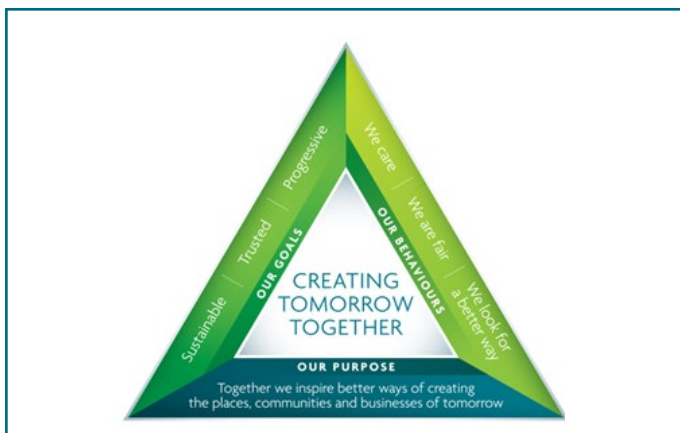 Sustainable
Trusted
Progressive
OUR GOALS
We care
We are fair
We look for
a better way
OUR BEHAVIOURS
CREATING
TOMORROW
TOGETHER
OUR PURPOSE
Together we inspire better ways of creating
the places, communities and businesses of tomorrow